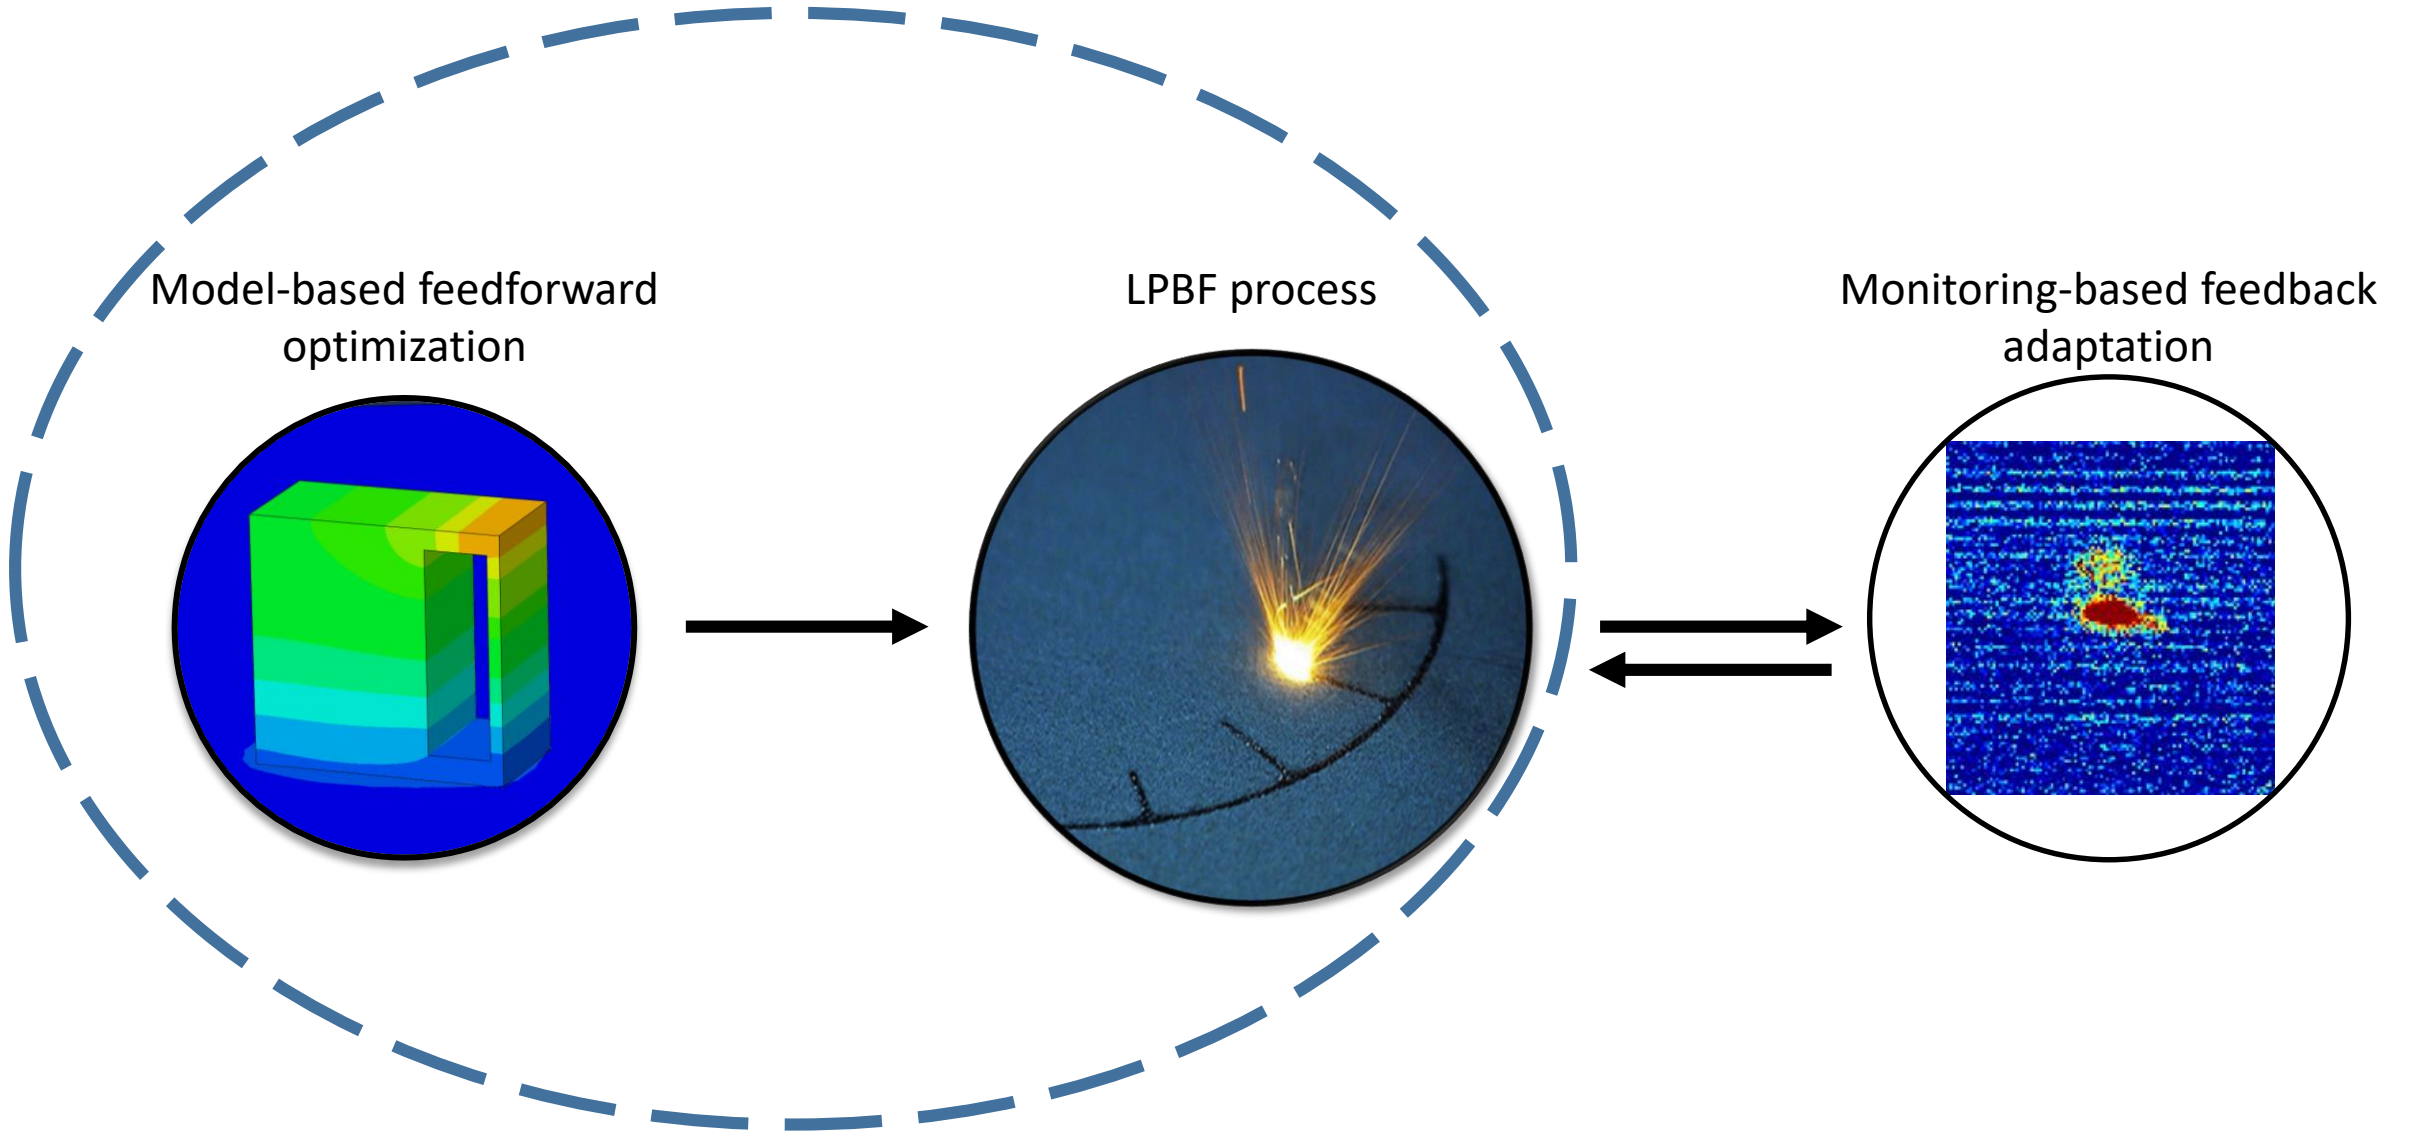 Model-based feedforward
optimization
LPBF process
Monitoring-based feedback
adaptation